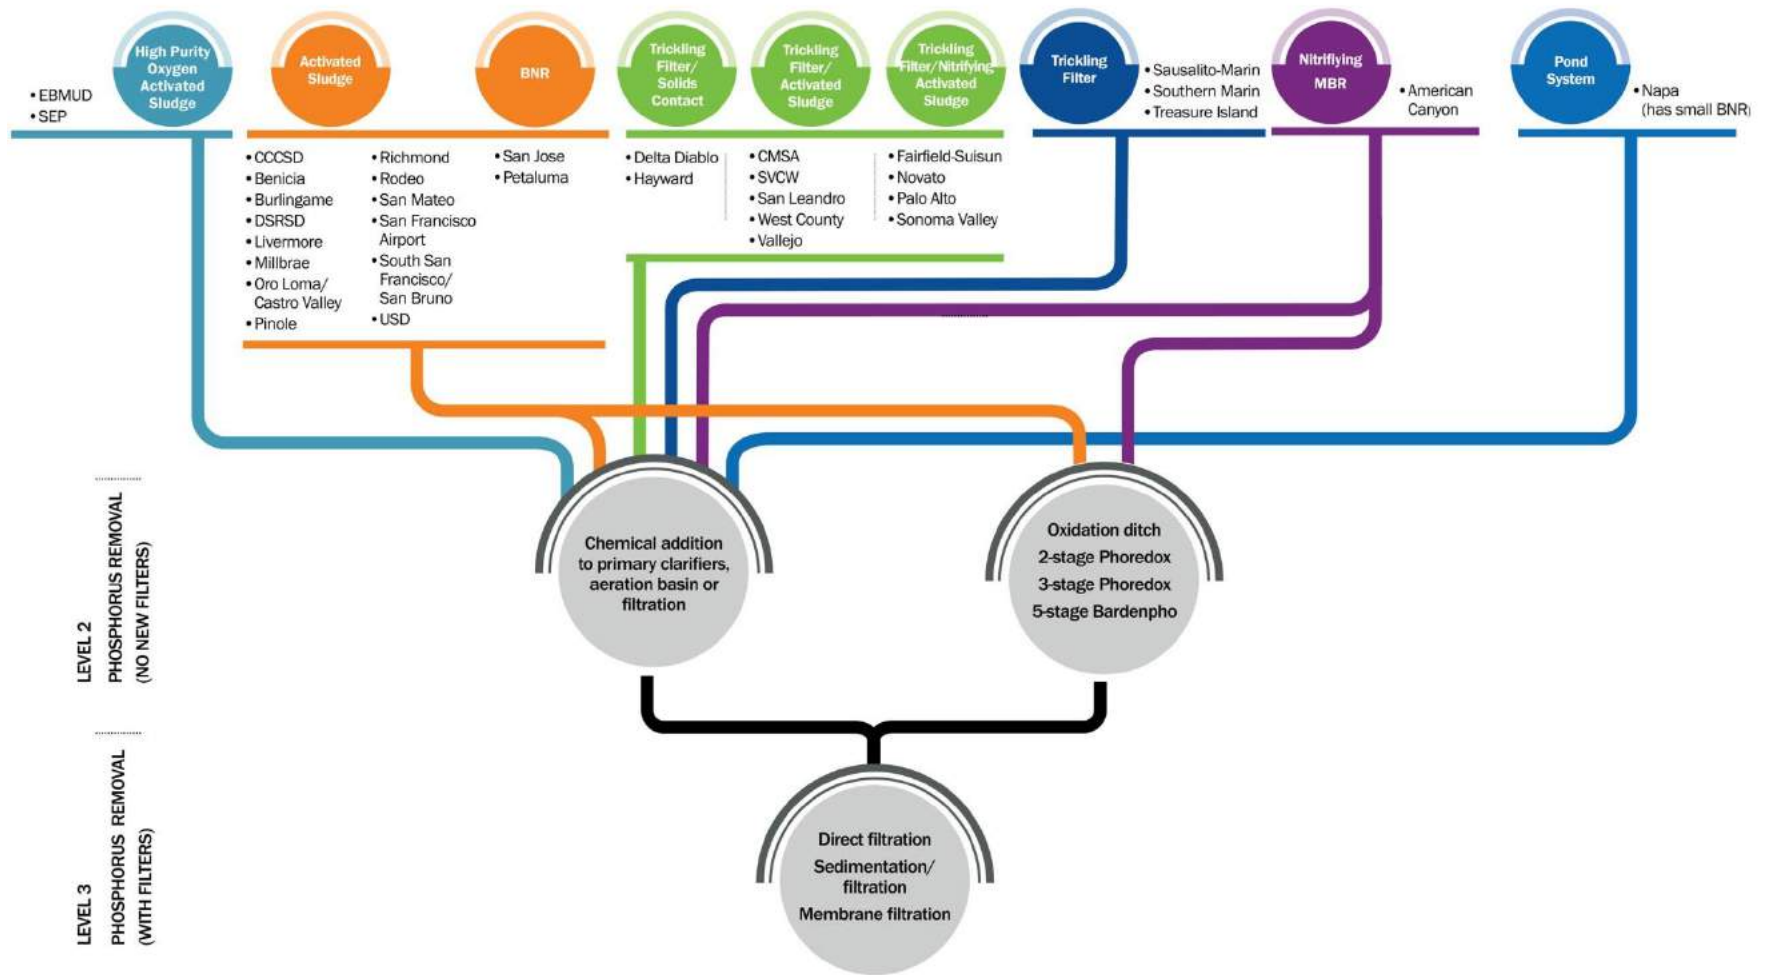 High Purity
Oxygen
Activated
Sludge
• EBMUD
• SEP
Activated
Sludge
BNR
• CCCSD
• Benicia
• Burlingame
• DSRSD
• Livermore
• Millbrae
• Oro Loma/
Castro Valley
• Pinole
• Richmond
• Rodeo
• San Mateo
• San Francisco
Airport
• South San
Francisco/
San Bruno
• USD
• San Jose
• Petaluma
Trickling
Filter/
Solids
Contact
• Delta Diablo
• Hayward
Trickling
Filter/
Activated
Sludge
• CMSA
• SVCW
• San Leandro
• West County
• Vallejo
Trickling
Filter/Nitrifying
Activated
Sludge
• Fairfield-Suisun
• Novato
• Palo Alto
• Sonoma Valley
Trickling
Filter
• Sausalito-Marin
• Southern Marin
• Treasure Island
Nitriflying
MBR
• American
Canyon
Pond
System
• Napa
(has small BNR)
LEVEL 2
PHOSPHORUS REMOVAL
(NO NEW FILTERS)
Chemical addition
to primary clarifiers,
aeration basin or
filtration
Oxidation ditch
2-stage Phoredox
3-stage Phoredox
5-stage Bardenpho
LEVEL 3
PHOSPHORUS REMOVAL
(WITH FILTERS)
Direct filtration
Sedimentation/
filtration
Membrane filtration